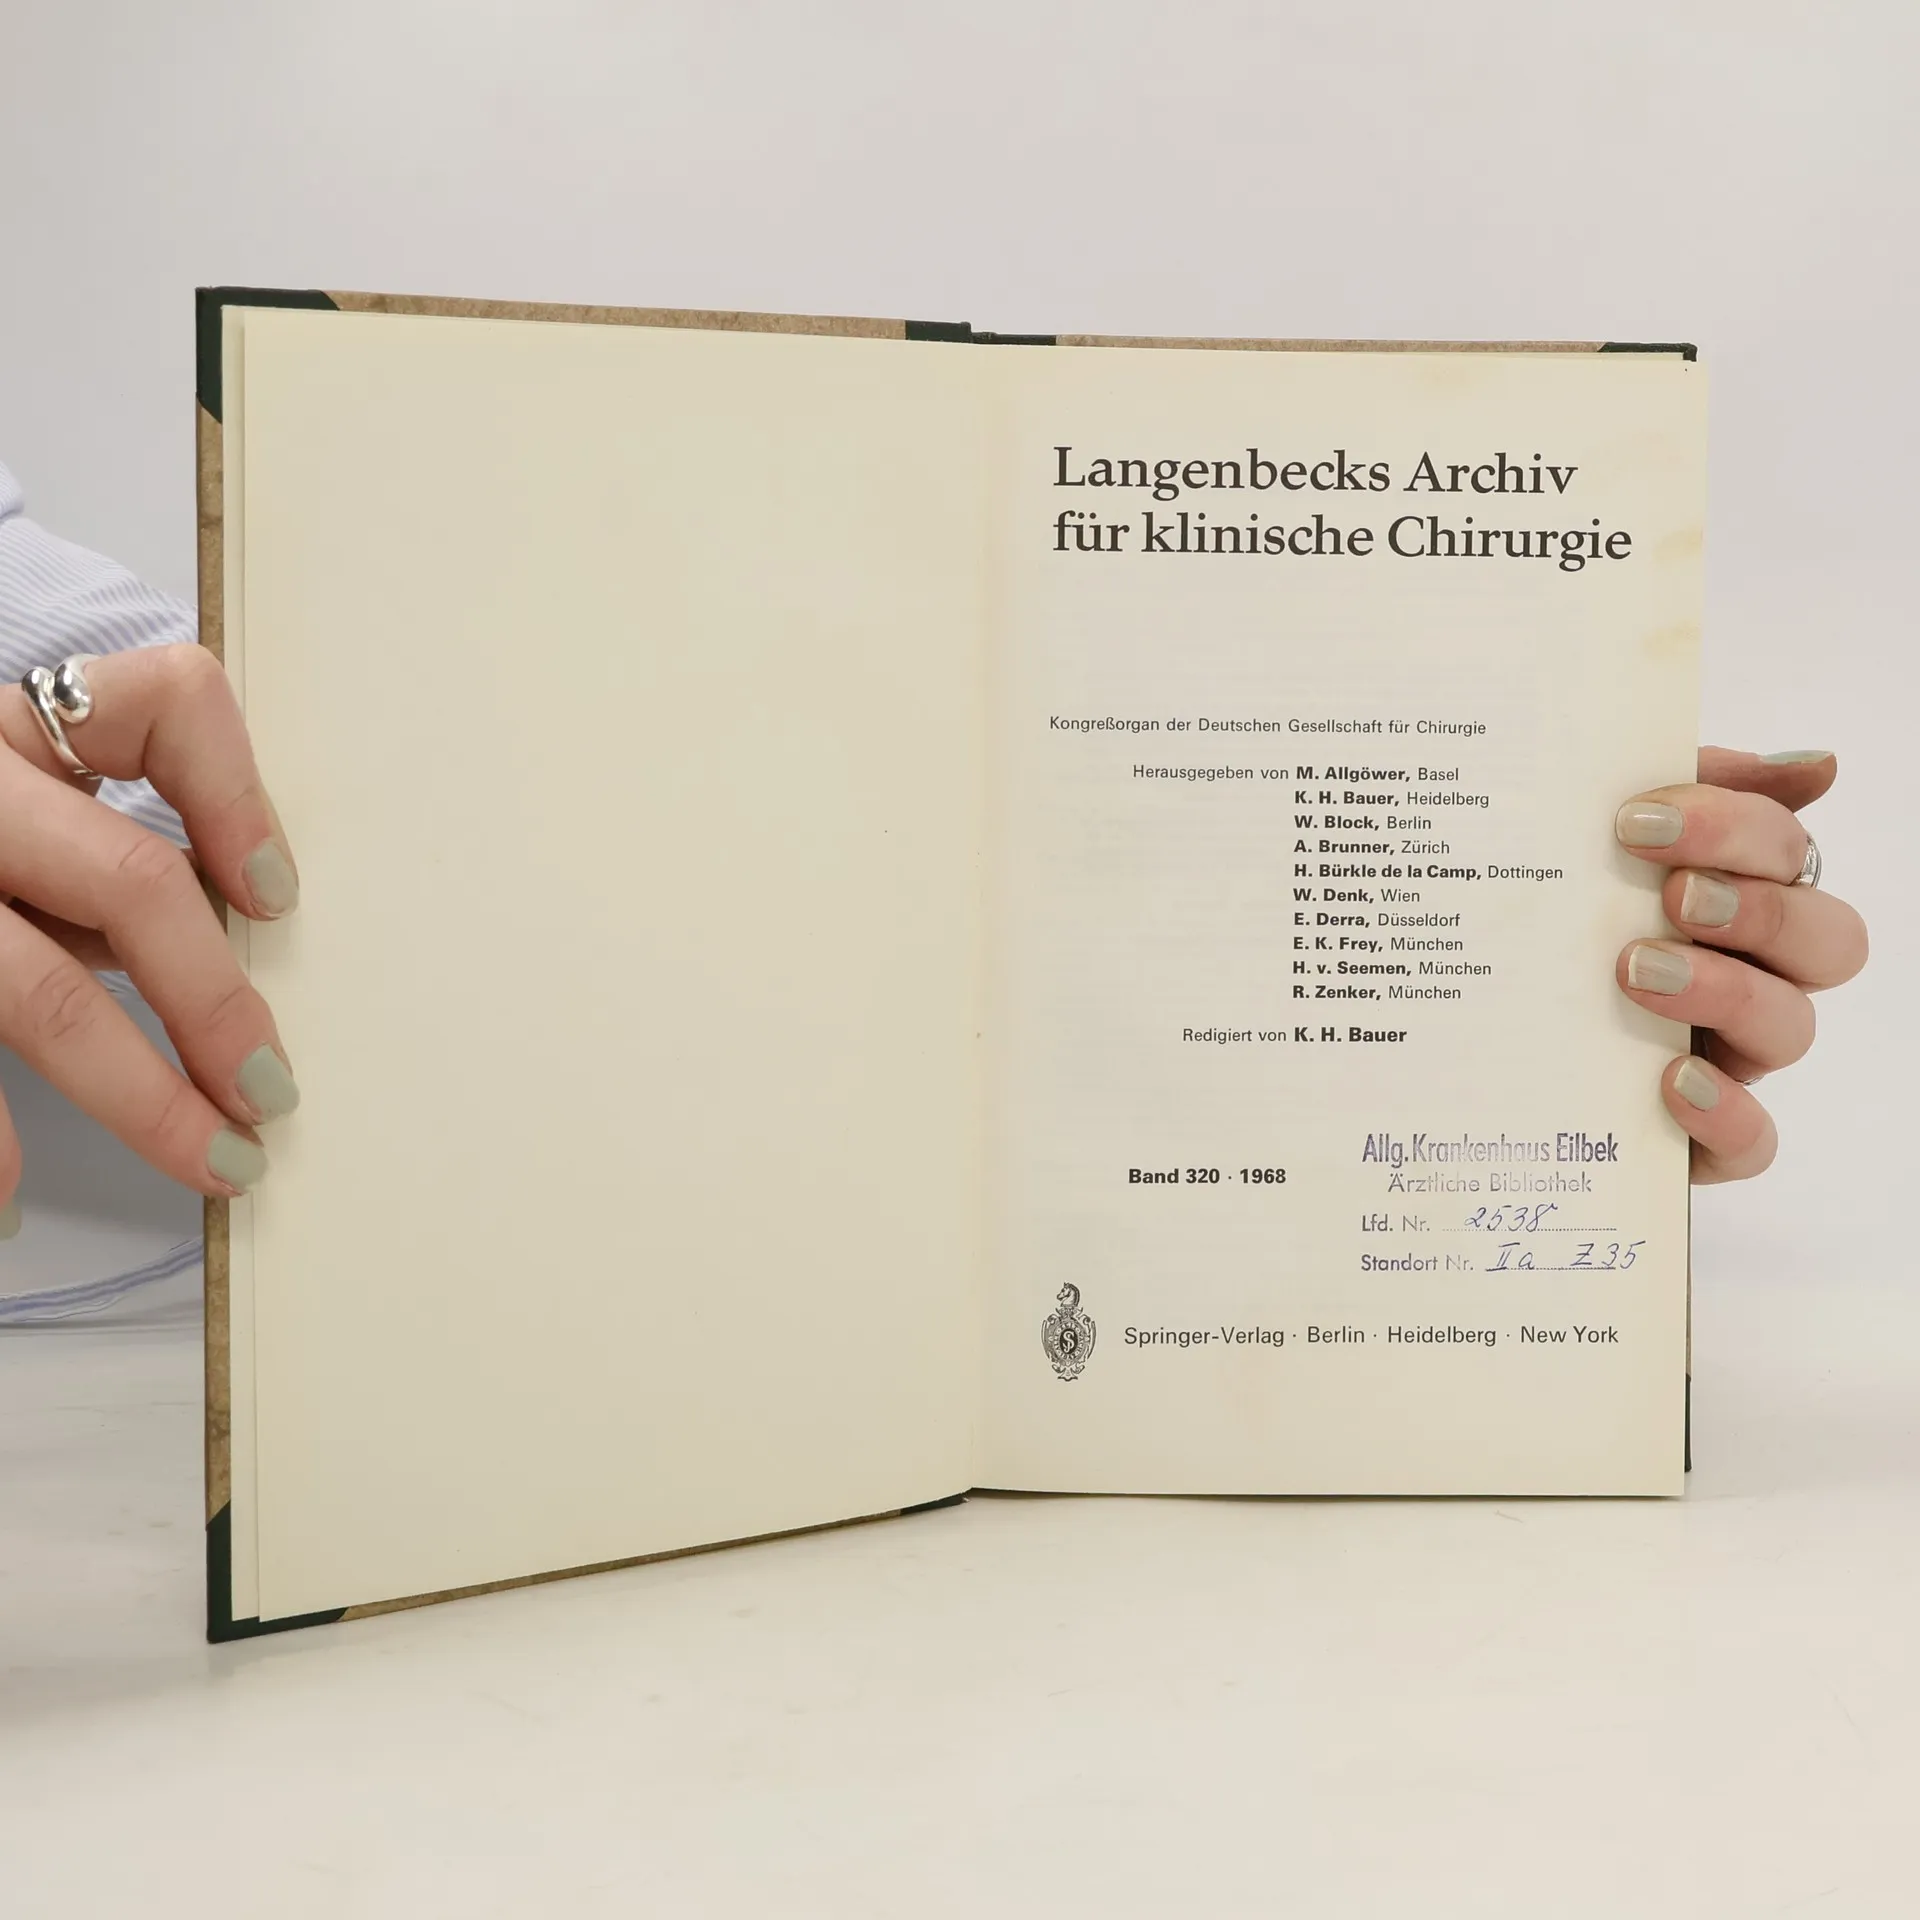 Langenbecks Archiv
für klinische Chirurgie
Kongreßorgan der Deutschen Gesellschaft für Chirurgie
Herausgegeben von M. Allgöwer, Basel
K. H. Bauer, Heidelberg
W. Block, Berlin
A. Brunner, Zürich
H. Bürkle de la Camp, Dottingen
W. Denk, Wien
E. Derra, Düsseldorf
E. K. Frey, München
H. v. Seemen, München
R. Zenker, München
Redigiert von K. H. Bauer
Band 320 · 1968
Allg. Krankenhaus Eilbek
Ärztliche Bibliothek
Lfd. Nr. 2538
Standort Nr. II a Z 35
Springer-Verlag · Berlin · Heidelberg · New York